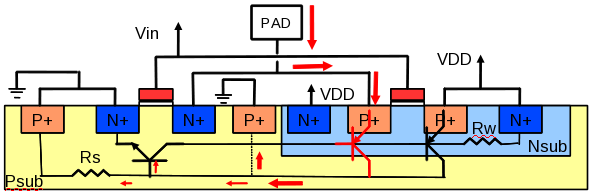 PAD
Vin
VDD
VDD
P+ N+ N+ P+ N+ P+ P+ N+
Rw
Nsub
Rs
Psub